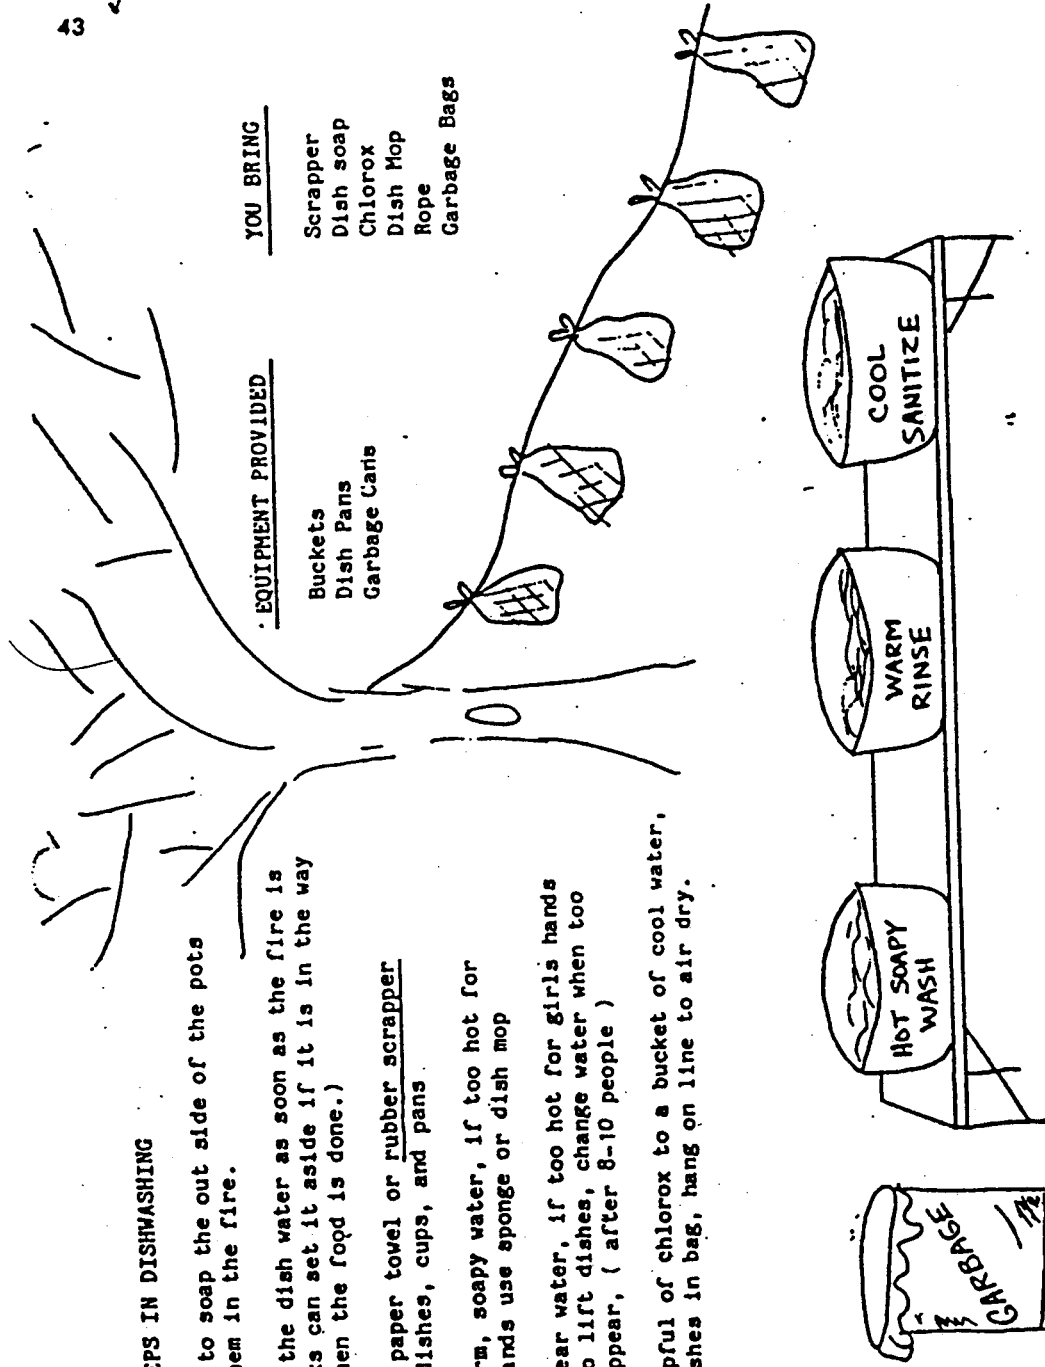 43
EPS IN DISHWASHING
to soap the out side of the pots
hem in the fire.
the dish water as soon as the fire is
s can set it aside if it is in the way
hen the food is done.)
paper towel or rubber scrapper
dishes, cups, and pans
rm, soapy water, if too hot for
ands use sponge or dish mop
ear water, if too hot for girls hands
o lift dishes, change water when too
ppear, ( after 8-10 people )
pful of chlorox to a bucket of cool water,
shes in bag, hang on line to air dry.
EQUIPMENT PROVIDED
Buckets
Dish Pans
Garbage Cans
YOU BRING
Scrapper
Dish soap
Chlorox
Dish Mop
Rope
Garbage Bags
GARBAGE
HOT SOAPY
WASH
WARM
RINSE
COOL
SANITIZE